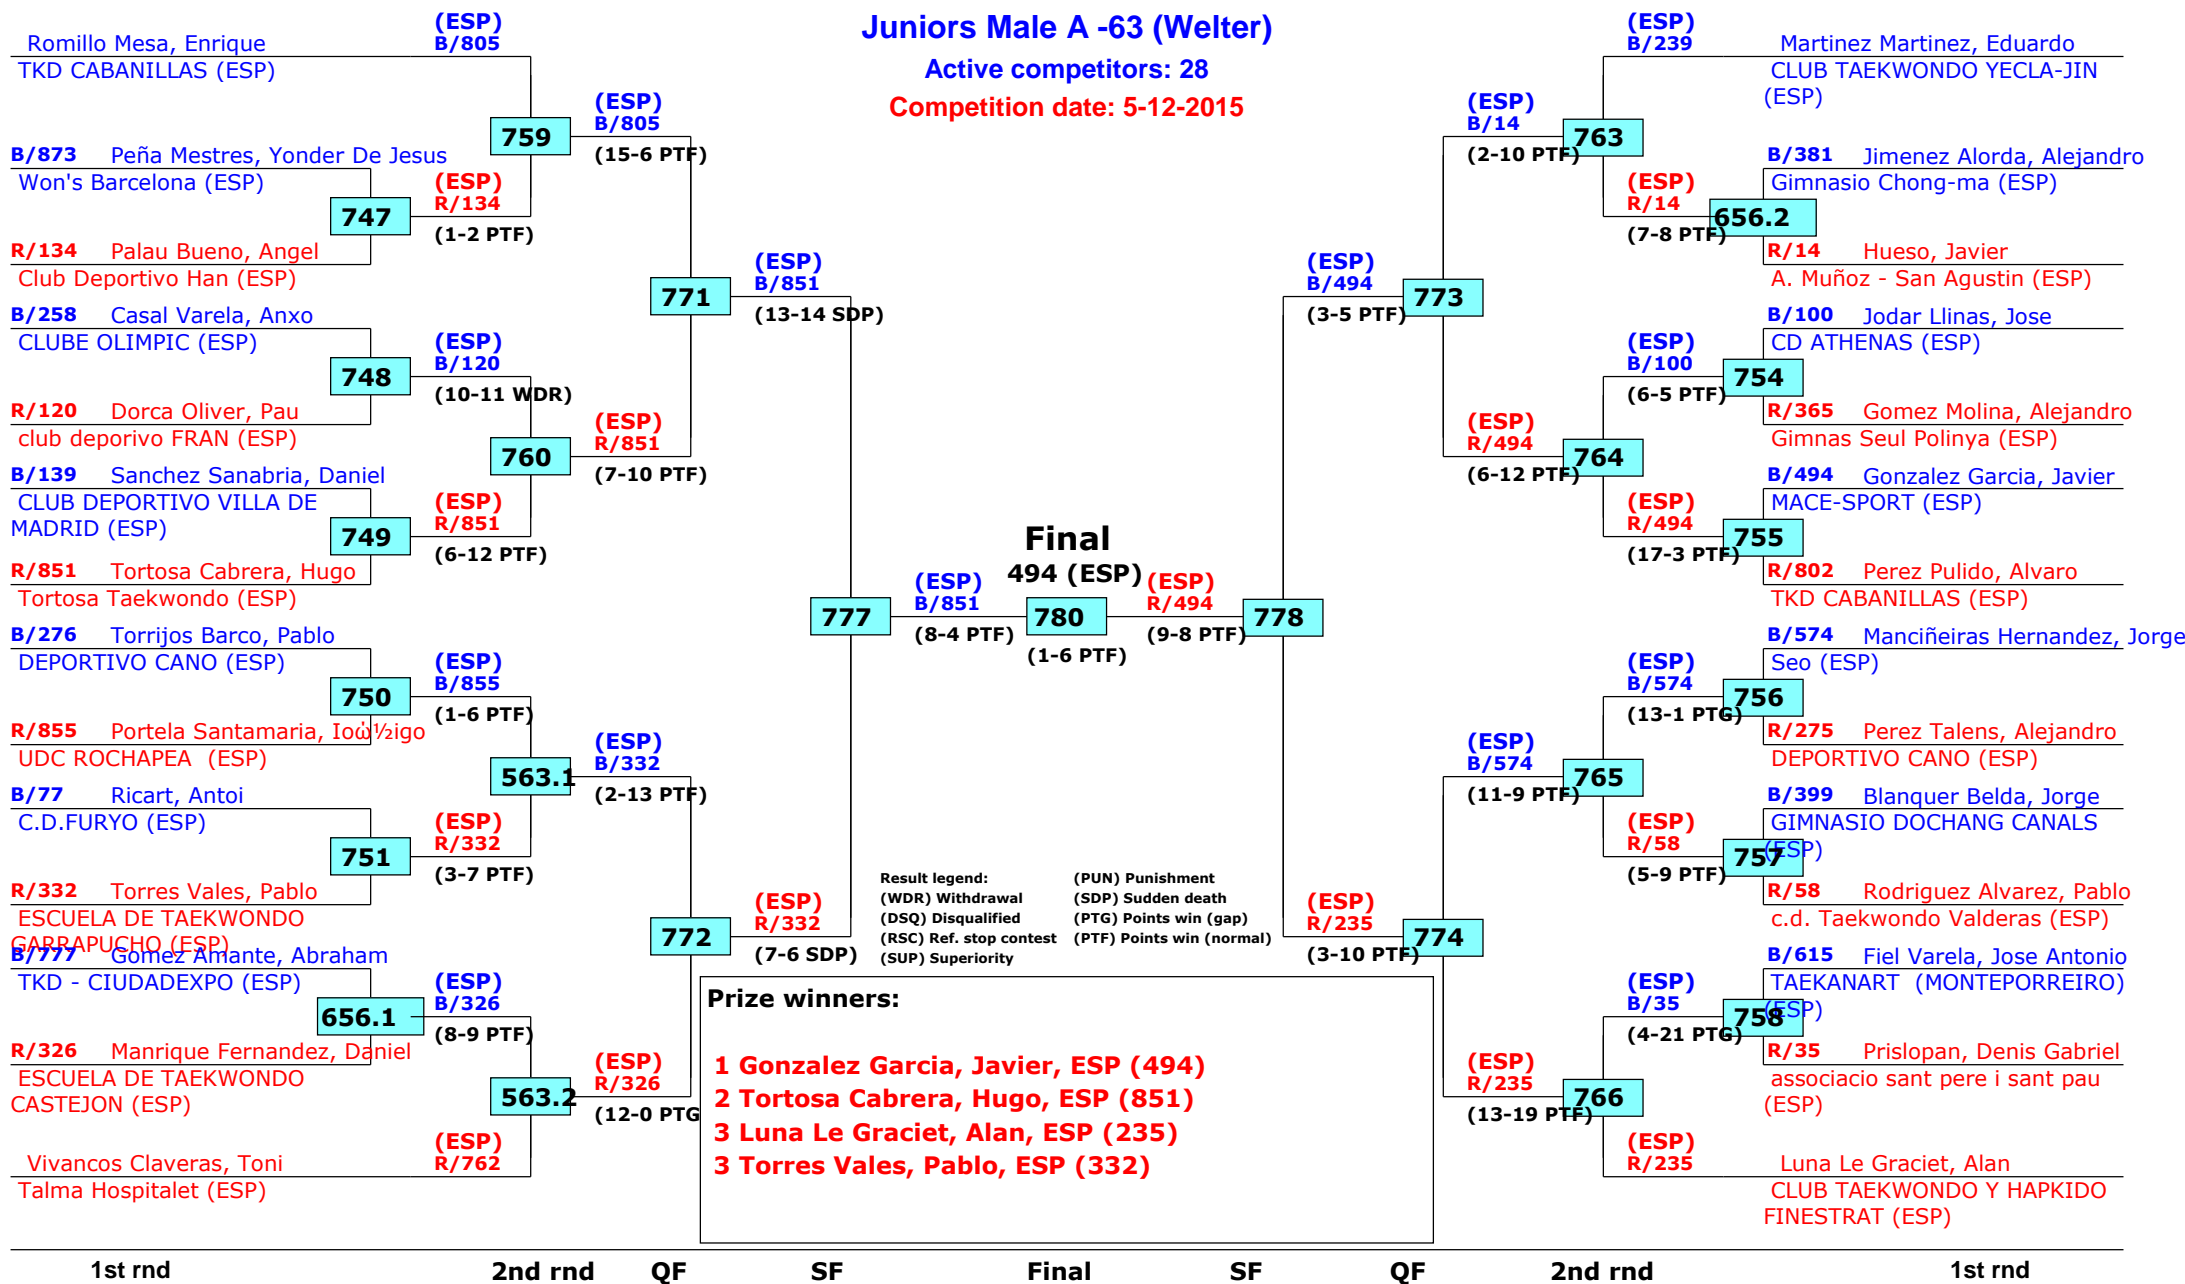 Juniors Male A -63 (Welter)
Active competitors: 28
Competition date: 5-12-2015
Romillo Mesa, Enrique
TKD CABANILLAS (ESP)
(ESP)
B/805
B/873 Peña Mestres, Yonder De Jesus
Won's Barcelona (ESP)
747
R/134 Palau Bueno, Angel
Club Deportivo Han (ESP)
(ESP)
R/134
(1-2 PTF)
759
(ESP)
B/805
(15-6 PTF)
B/258 Casal Varela, Anxo
CLUBE OLIMPIC (ESP)
748
R/120 Dorca Oliver, Pau
club deporivo FRAN (ESP)
(ESP)
B/120
(10-11 WDR)
B/139 Sanchez Sanabria, Daniel
CLUB DEPORTIVO VILLA DE
MADRID (ESP)
749
R/851 Tortosa Cabrera, Hugo
Tortosa Taekwondo (ESP)
(ESP)
R/851
(6-12 PTF)
760
(ESP)
R/851
(7-10 PTF)
771
(ESP)
B/851
(13-14 SDP)
B/276 Torrijos Barco, Pablo
DEPORTIVO CANO (ESP)
750
R/855 Portela Santamaria, Ioώ½igo
UDC ROCHAPEA (ESP)
(ESP)
B/855
(1-6 PTF)
B/77 Ricart, Antoi
C.D.FURYO (ESP)
751
R/332 Torres Vales, Pablo
ESCUELA DE TAEKWONDO
GARRAPUCHO (ESP)
(ESP)
R/332
(3-7 PTF)
563.1
(ESP)
B/332
(2-13 PTF)
B/777 Gomez Amante, Abraham
TKD - CIUDADEXPO (ESP)
656.1
R/326 Manrique Fernandez, Daniel
ESCUELA DE TAEKWONDO
CASTEJON (ESP)
(ESP)
B/326
(8-9 PTF)
563.2
(ESP)
R/326
(12-0 PTG
Vivancos Claveras, Toni
Talma Hospitalet (ESP)
(ESP)
R/762
772
(ESP)
R/332
(7-6 SDP)
777
(ESP)
B/851
(8-4 PTF)
Final
494 (ESP)
780
(1-6 PTF)
(ESP)
R/494
(9-8 PTF)
778
(ESP)
B/494
(3-5 PTF)
773
(ESP)
B/14
(2-10 PTF)
763
(ESP)
B/239
Martinez Martinez, Eduardo
CLUB TAEKWONDO YECLA-JIN
(ESP)
B/381 Jimenez Alorda, Alejandro
Gimnasio Chong-ma (ESP)
(ESP)
R/14
(7-8 PTF)
656.2
R/14 Hueso, Javier
A. Muñoz - San Agustin (ESP)
B/100 Jodar Llinas, Jose
CD ATHENAS (ESP)
(ESP)
B/100
(6-5 PTF)
754
R/365 Gomez Molina, Alejandro
Gimnas Seul Polinya (ESP)
(ESP)
R/494
(6-12 PTF)
764
B/494 Gonzalez Garcia, Javier
MACE-SPORT (ESP)
(ESP)
R/494
(17-3 PTF)
755
R/802 Perez Pulido, Alvaro
TKD CABANILLAS (ESP)
B/574 Manciñeiras Hernandez, Jorge
Seo (ESP)
(ESP)
B/574
(13-1 PTG)
756
R/275 Perez Talens, Alejandro
DEPORTIVO CANO (ESP)
(ESP)
B/574
(11-9 PTF)
765
B/399 Blanquer Belda, Jorge
GIMNASIO DOCHANG CANALS
(ESP)
(ESP)
R/58
(5-9 PTF)
757
R/58 Rodriguez Alvarez, Pablo
c.d. Taekwondo Valderas (ESP)
(ESP)
R/235
(3-10 PTF)
774
B/615 Fiel Varela, Jose Antonio
TAEKANART (MONTEPORREIRO)
(ESP)
(ESP)
B/35
(4-21 PTG)
758
R/35 Prislopan, Denis Gabriel
associacio sant pere i sant pau
(ESP)
(ESP)
R/235
(13-19 PTF)
766
(ESP)
R/235
Luna Le Graciet, Alan
CLUB TAEKWONDO Y HAPKIDO
FINESTRAT (ESP)
Result legend:
(WDR) Withdrawal
(DSQ) Disqualified
(RSC) Ref. stop contest
(SUP) Superiority
(PUN) Punishment
(SDP) Sudden death
(PTG) Points win (gap)
(PTF) Points win (normal)
Prize winners:
1 Gonzalez Garcia, Javier, ESP (494)
2 Tortosa Cabrera, Hugo, ESP (851)
3 Luna Le Graciet, Alan, ESP (235)
3 Torres Vales, Pablo, ESP (332)
1st rnd 2nd rnd QF SF Final SF QF 2nd rnd 1st rnd